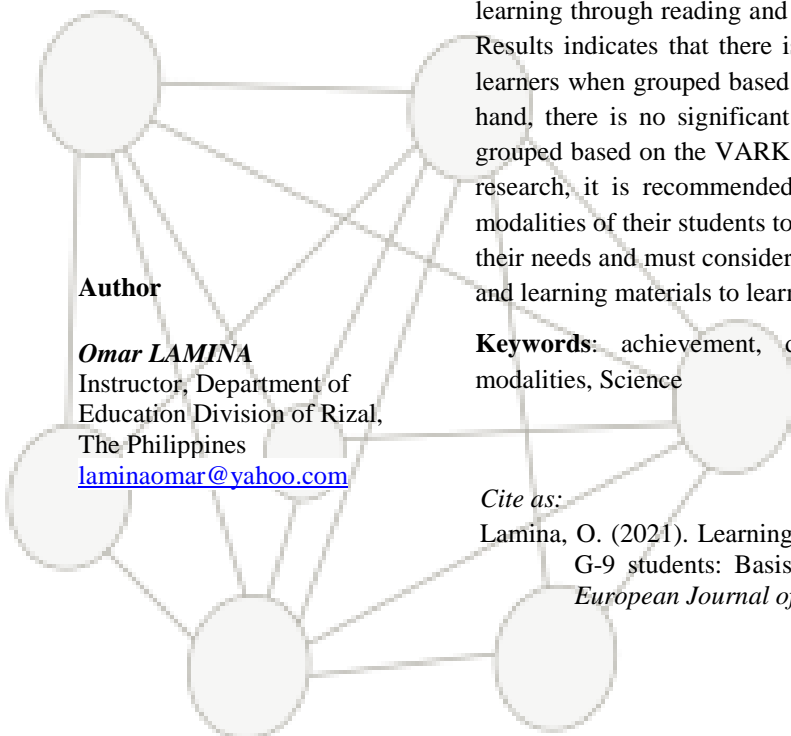 learning through reading and
Results indicates that there is
learners when grouped based
hand, there is no significant
grouped based on the VARK
research, it is recommended
modalities of their students to
their needs and must consider
and learning materials to learn
Author
Omar LAMINA
Instructor, Department of
Education Division of Rizal,
The Philippines
laminaomar@yahoo.com
Keywords: achievement,
modalities, Science
Cite as:
Lamina, O. (2021). Learning
G-9 students: Basis
European Journal of